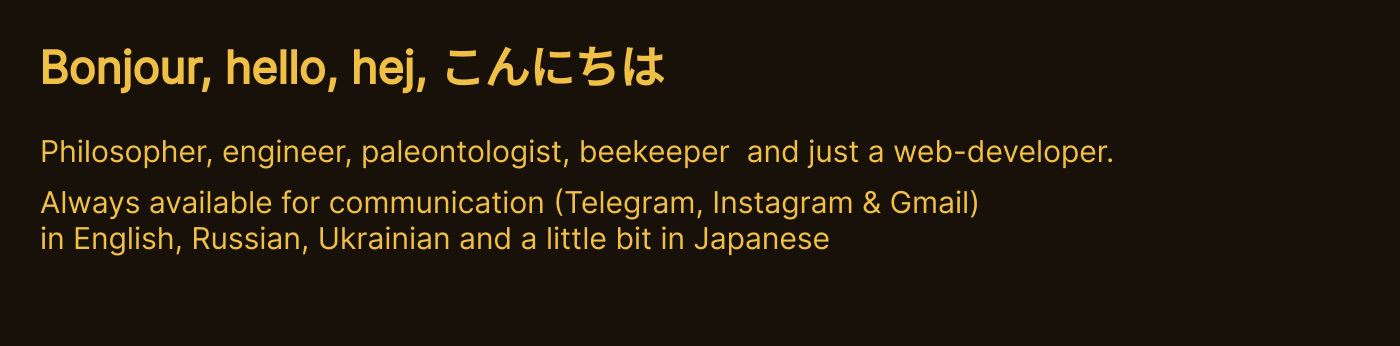 Bonjour, hello, hej, こんにちは
Philosopher, engineer, paleontologist, beekeeper  and just a web-developer.
Always available for communication (Telegram, Instagram & Gmail)
in English, Russian, Ukrainian and a little bit in Japanese